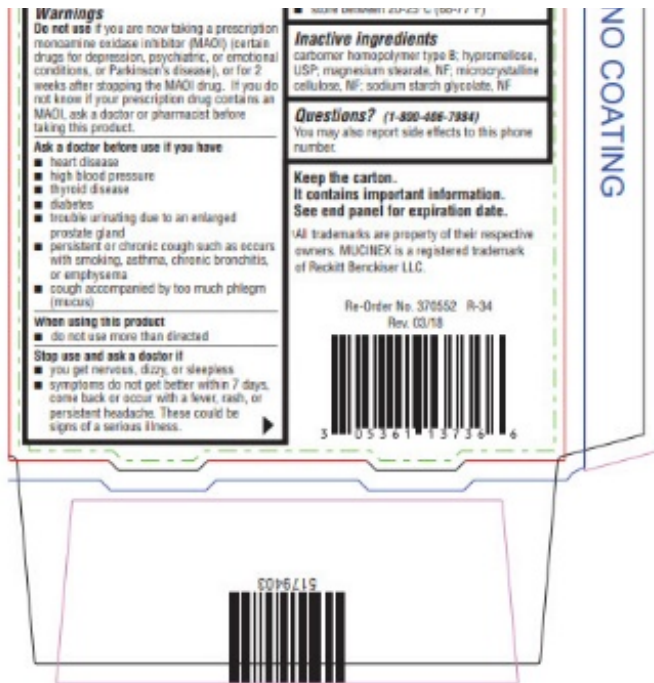 Warnings
Do not use if you are now taking a prescription
monoamine oxidase inhibitor (MAOI) (certain
drugs for depression, psychiatric, or emotional
conditions, or Parkinson's disease), or for 2
weeks after stopping the MAOI drug. If you do
not know if your prescription drug contains an
MAOI, ask a doctor or pharmacist before
taking this product.
Ask a doctor before use if you have
■ heart disease
■ high blood pressure
■ thyroid disease
■ diabetes
■ trouble urinating due to an enlarged
prostate gland
■ persistent or chronic cough such as occurs
with smoking, asthma, chronic bronchitis,
or emphysema
■ cough accompanied by too much phlegm
(mucus)
When using this product
■ do not use more than directed
Stop use and ask a doctor if
■ you get nervous, dizzy, or sleepless
■ symptoms do not get better within 7 days,
come back or occur with a fever, rash, or
persistent headache. These could be
signs of a serious illness.
■ store between 20-25°C (68-77°F)
Inactive ingredients
carbomer homopolymer type B; hypromellose,
USP; magnesium stearate, NF; microcrystalline
cellulose, NF; sodium starch glycolate, NF
Questions? (1-800-406-7984)
You may also report side effects to this phone
number.
Keep the carton.
It contains important information.
See end panel for expiration date.
All trademarks are property of their respective
owners. MUCINEX is a registered trademark
of Reckitt Benckiser LLC.
Re-Order No. 370552 R-34
Rev. 03/18
3 05361 13736 6
NO COATING
5179403